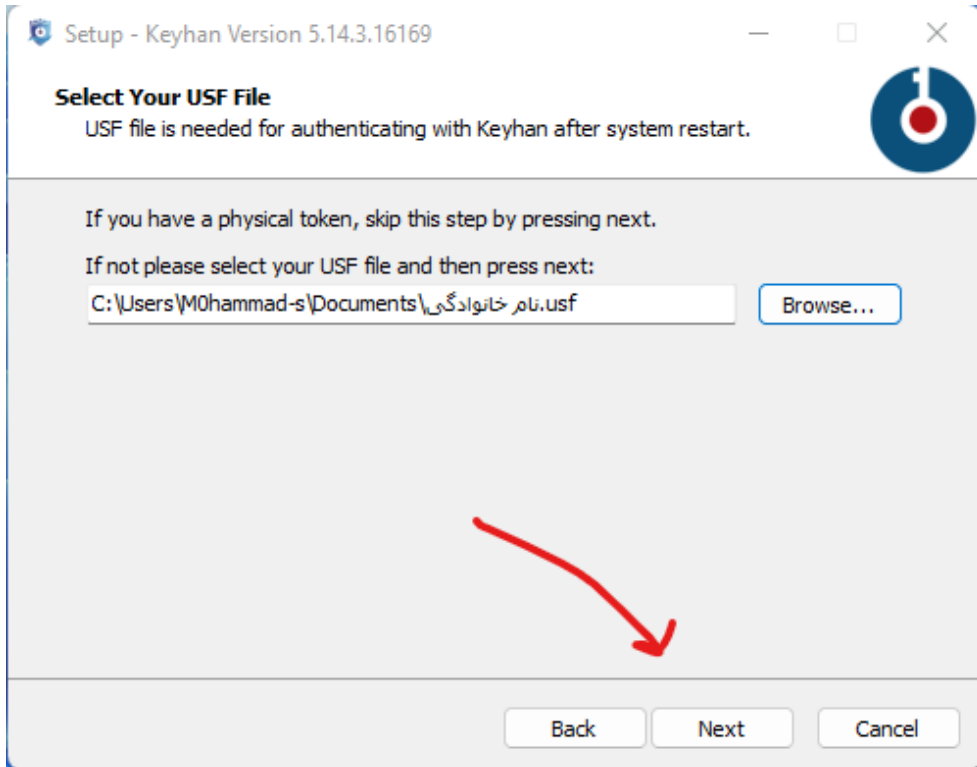 Setup - Keyhan Version 5.14.3.16169
Select Your USF File
USF file is needed for authenticating with Keyhan after system restart.
If you have a physical token, skip this step by pressing next.
If not please select your USF file and then press next:
C:\Users\M0hammad-s\Documents\نام خانوادگی.usf
Browse...
Back
Next
Cancel